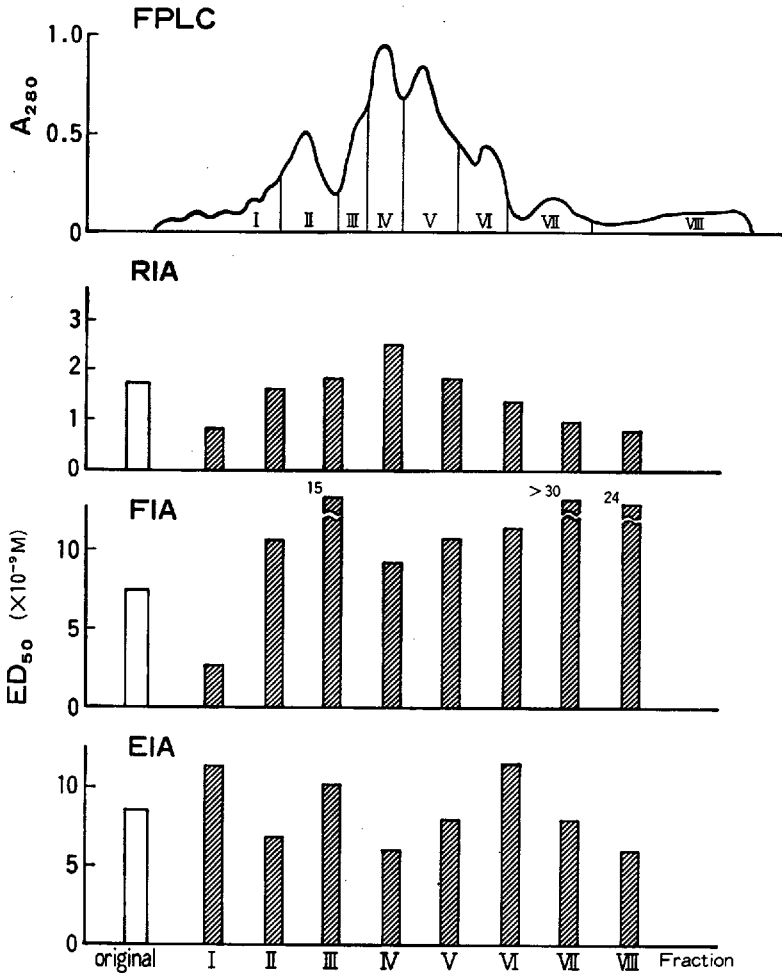 FPLC
1.0
0.5
0
A280
I II III IV V VI VII VIII
RIA
3
2
1
0
15 >30 24
FIA
10
5
0
ED50 (×10⁻⁹M)
EIA
10
5
0
original I II III IV V VI VII VIII Fraction